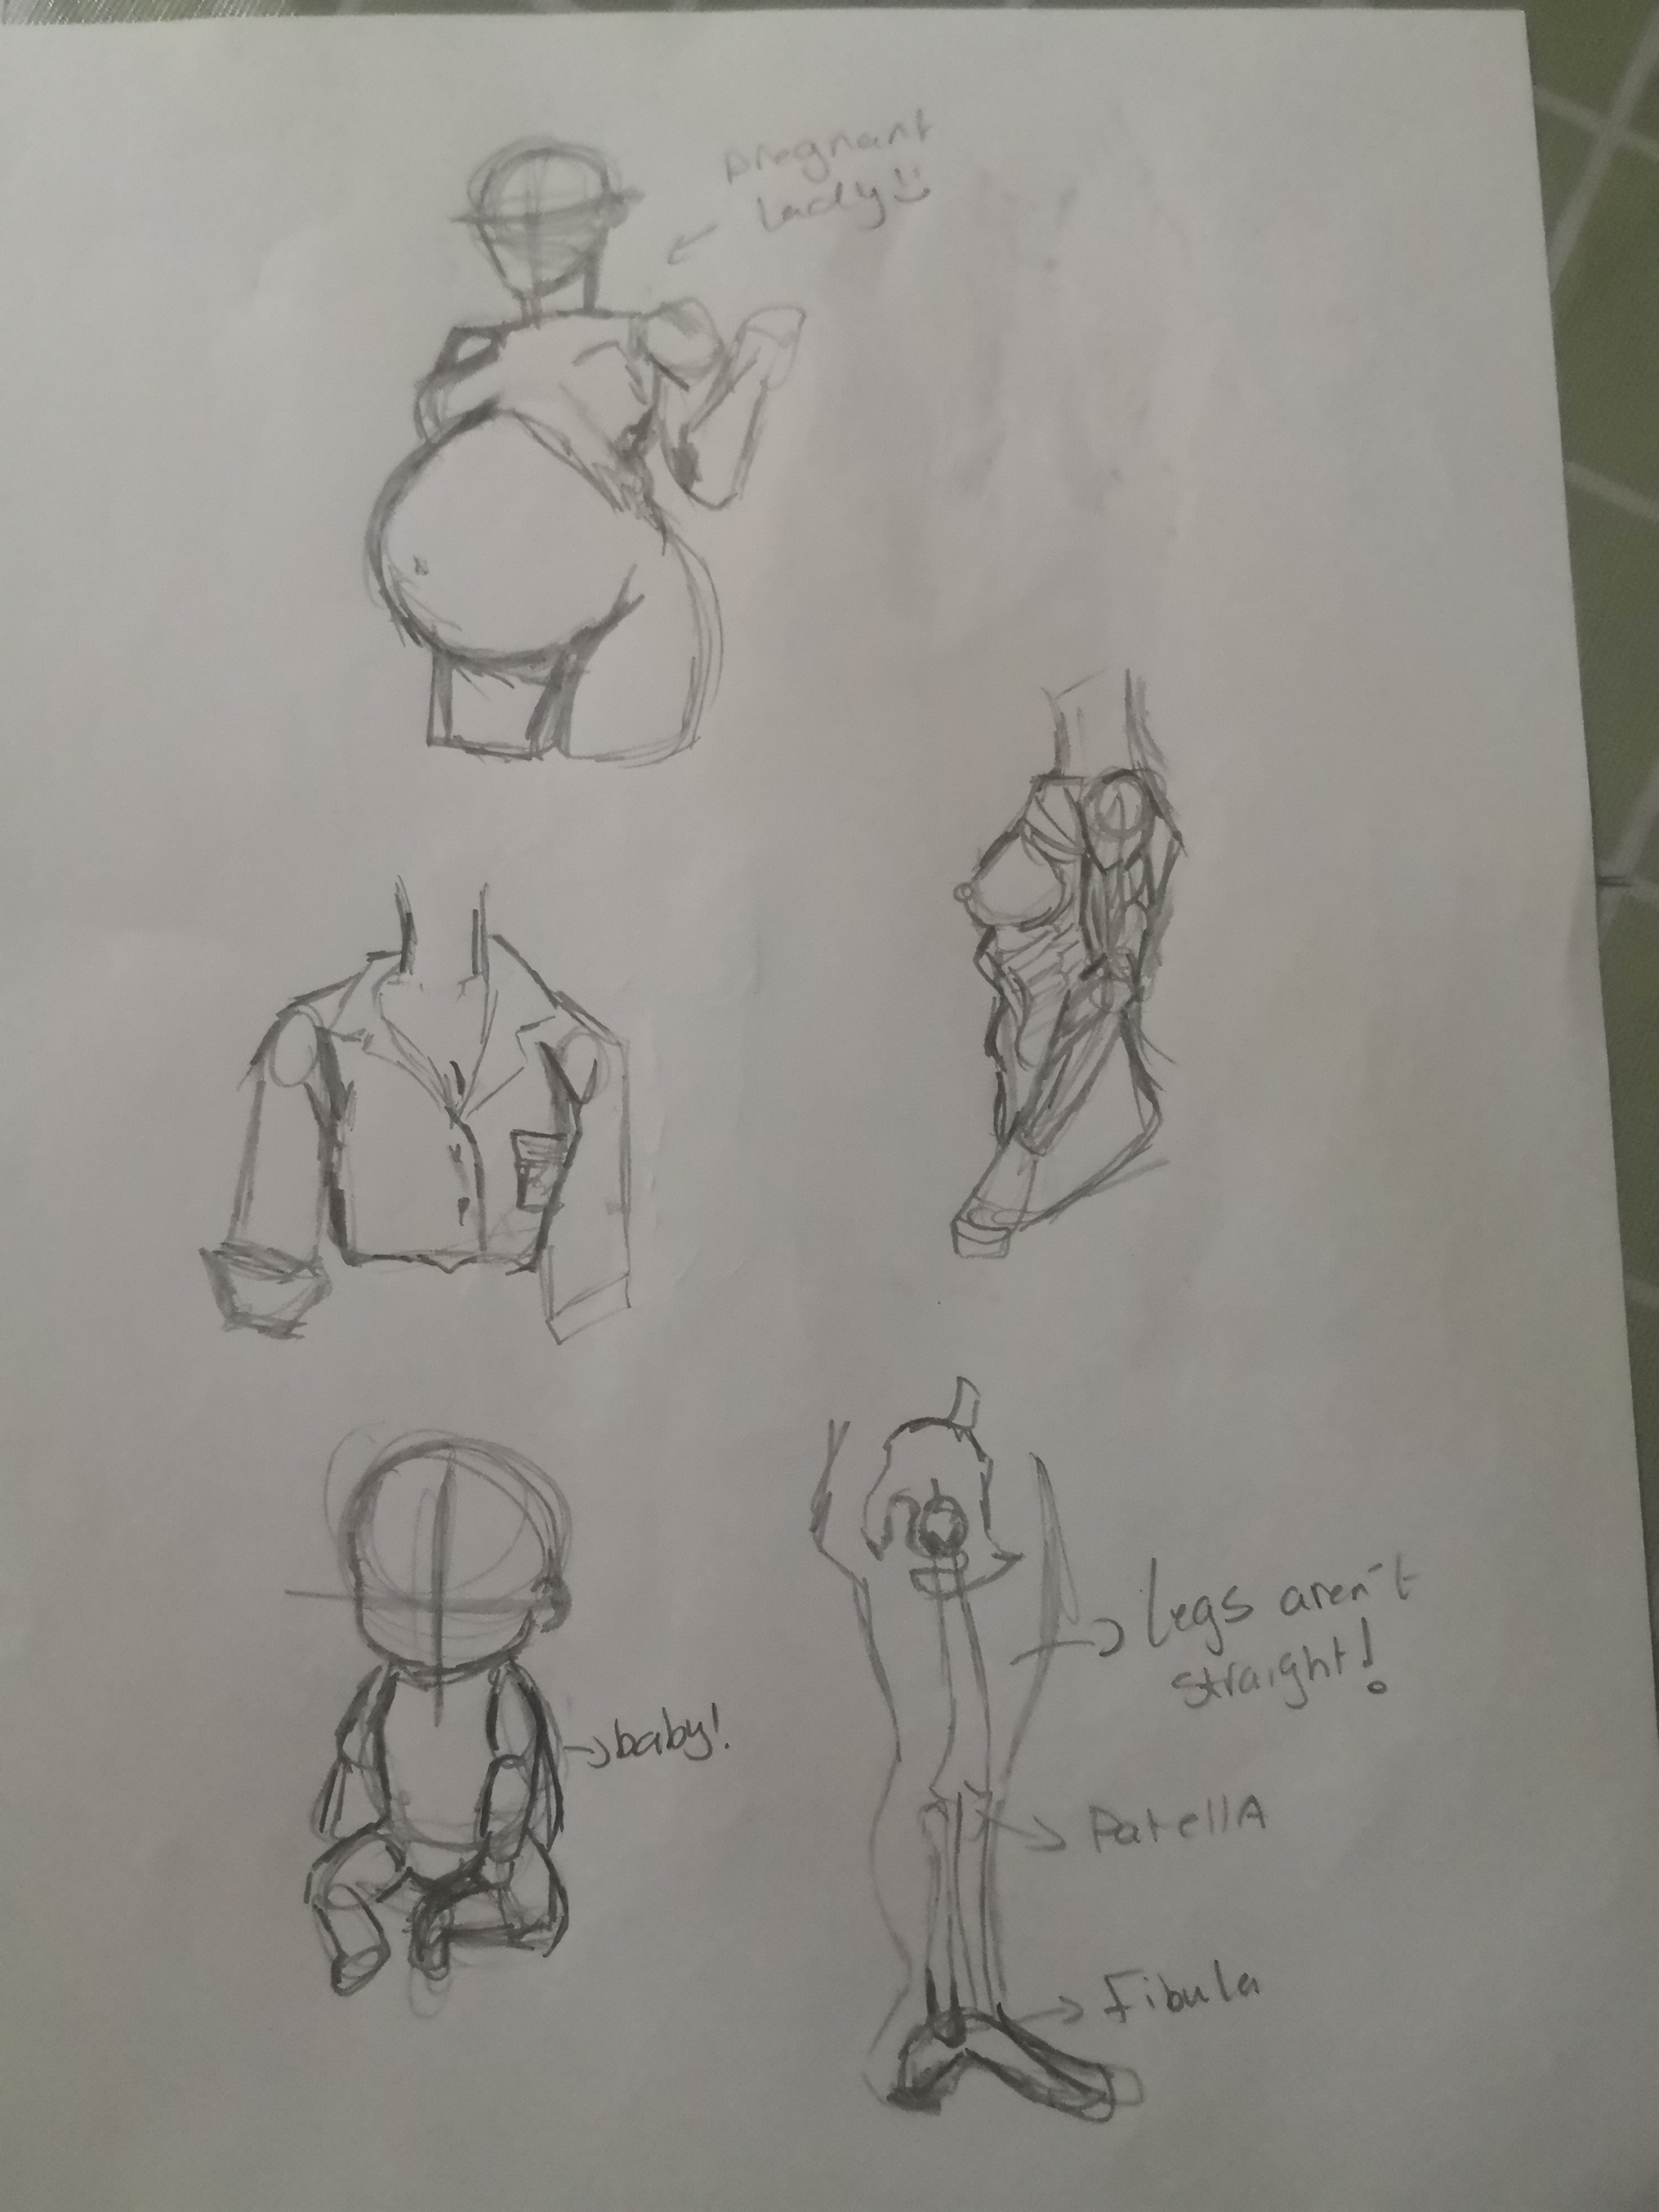 pregnant
lady
legs aren't
straight!
baby!
PatellA
Fibula